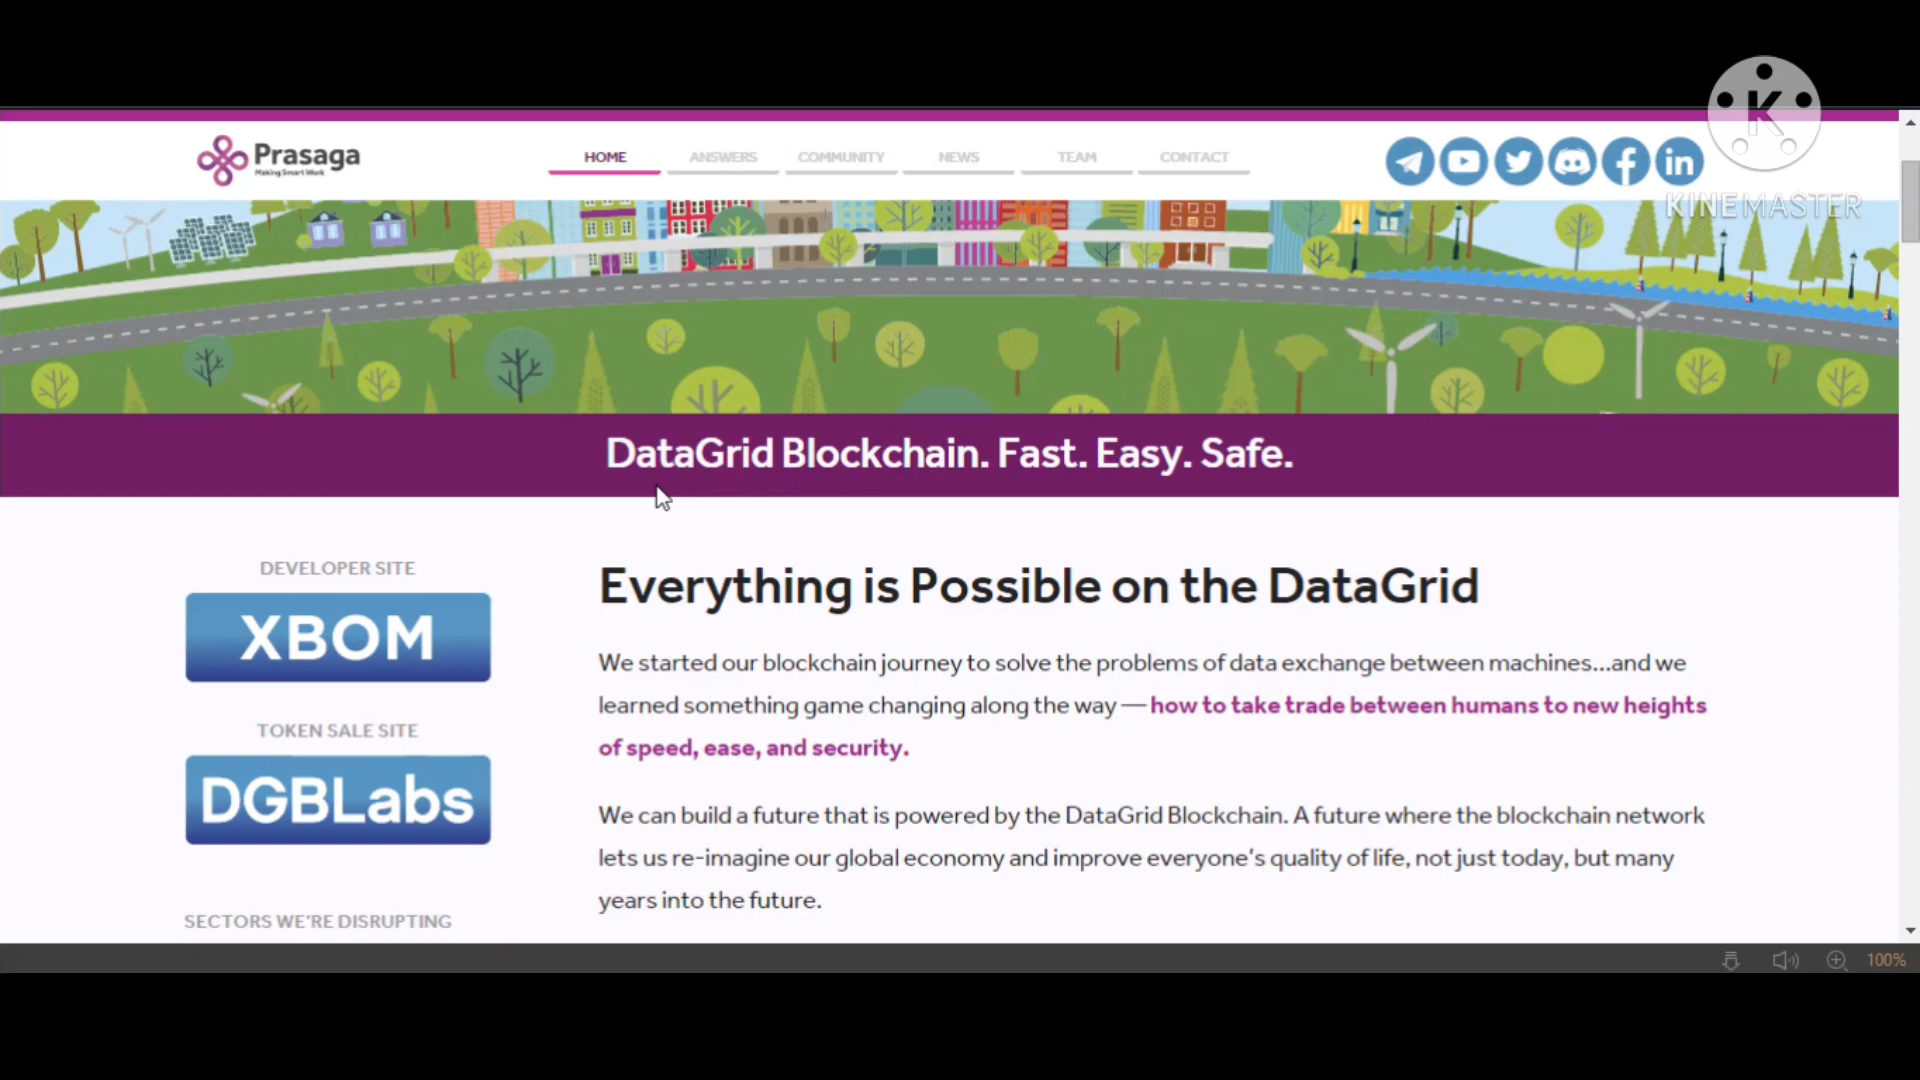 Prasaga
Making Smart Work
HOME ANSWERS COMMUNITY NEWS TEAM CONTACT
K
KINEMASTER
DataGrid Blockchain. Fast. Easy. Safe.
DEVELOPER SITE
XBOM
TOKEN SALE SITE
DGBLabs
SECTORS WE'RE DISRUPTING
Everything is Possible on the DataGrid
We started our blockchain journey to solve the problems of data exchange between machines...and we
learned something game changing along the way — how to take trade between humans to new heights
of speed, ease, and security.
We can build a future that is powered by the DataGrid Blockchain. A future where the blockchain network
lets us re-imagine our global economy and improve everyone's quality of life, not just today, but many
years into the future.
100%